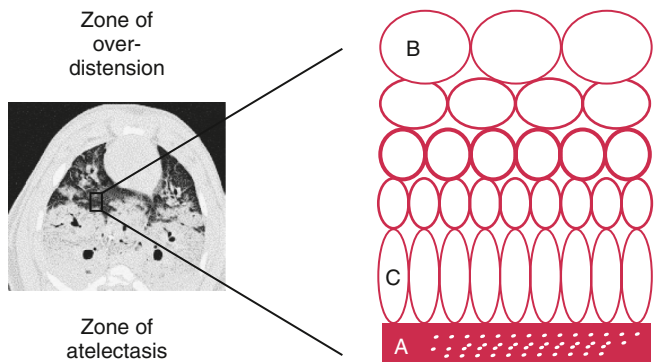 Zone of
over-
distension
Zone of
atelectasis
B
C
A